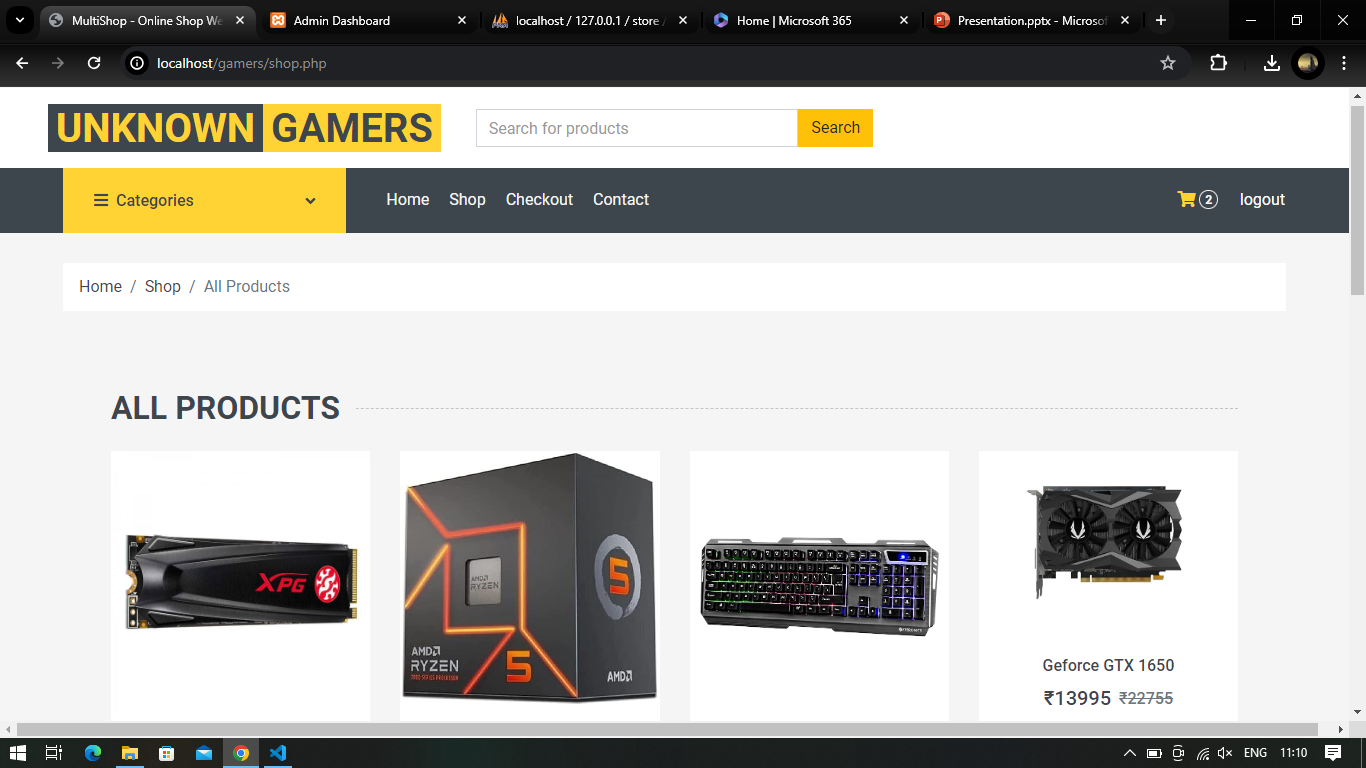 MultiShop - Online Shop We
Admin Dashboard
localhost / 127.0.0.1 / store /
Home | Microsoft 365
Presentation.pptx - Microsof
localhost/gamers/shop.php
UNKNOWN GAMERS
Search for products
Search
Categories
Home Shop Checkout Contact
2
logout
Home / Shop / All Products
ALL PRODUCTS
XPG
AMD
RYZEN
5
AMD
RYZEN
7000 SERIES PROCESSOR
5
AMD
Geforce GTX 1650
₹13995 ₹22755
ENG
11:10